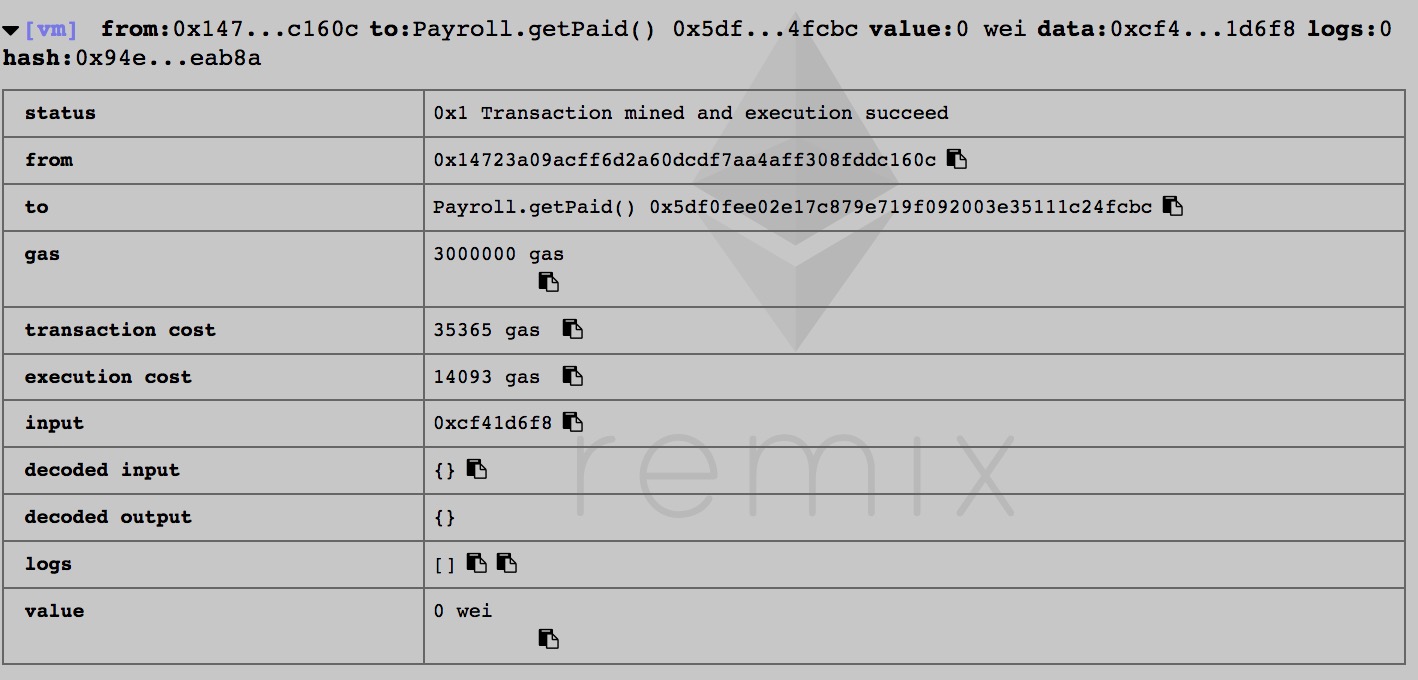 [vm] from:0x147...c160c to:Payroll.getPaid() 0x5df...4fcbc value:0 wei data:0xcf4...1d6f8 logs:0
hash:0x94e...eab8a
status 0x1 Transaction mined and execution succeed
from 0x14723a09acff6d2a60dcdf7aa4aff308fddc160c
to Payroll.getPaid() 0x5df0fee02e17c879e719f092003e35111c24fcbc
gas 3000000 gas
transaction cost 35365 gas
execution cost 14093 gas
input 0xcf41d6f8
remix
decoded input {}
decoded output {}
logs []
value 0 wei